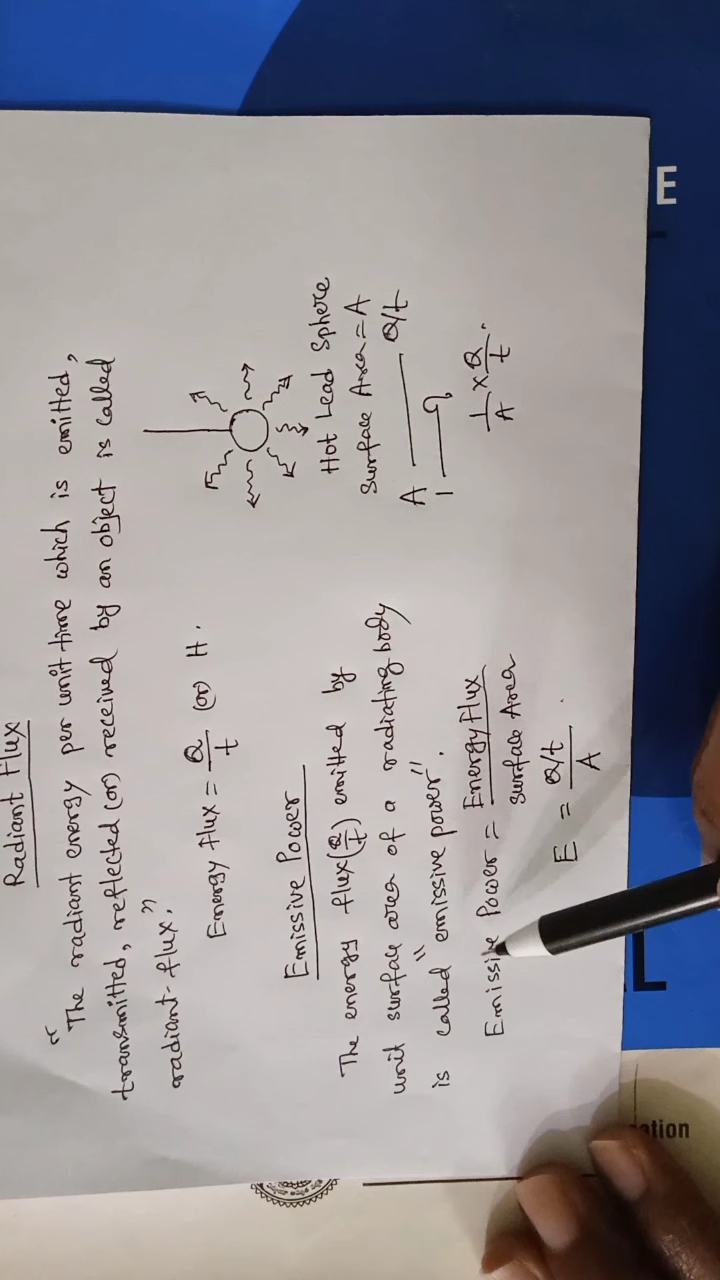 Radiant Flux
"The radiant energy per unit time which is emitted,
transmitted, reflected (or) received by an object is called
radiant-flux."
Energy flux = Q/t (or) H.
Emissive Power
The energy flux(Q/t) emitted by
unit surface area of a radiating body
is called "emissive power".
Emissive Power = Energy flux / Surface Area
E = Q/t / A .
Hot Lead Sphere
Surface Area = A
A — Q/t
1 — ?
1/A × Q/t .
E
L
ation